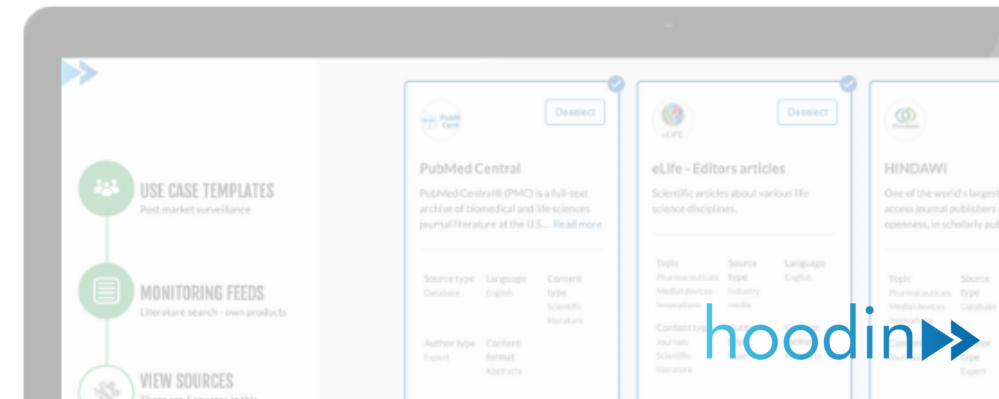 USE CASE TEMPLATES
Post market surveillance
MONITORING FEEDS
Literature search - own products
VIEW SOURCES
Deselect
PubMed Central
PubMed Central® (PMC) is a full-text
archive of biomedical and life sciences
journal literature at the U.S.... Read more
Source type Language Content
type
Database English Scientific
literature
Author type Content
format
Expert Abstracts
eLIFE
Deselect
eLife - Editors articles
Scientific articles about various life
science disciplines.
Topic Source
type
Language
Pharmaceuticals
Medial devices
Innovations
Industry
media
English
Content type
Journals
Scientific
literature
HINDAWI
One of the world's largest
access journal publishers
openness, in scholarly
Topic Source
type
Pharmaceuticals
Medial devices
Database
type
Expert
hoodin